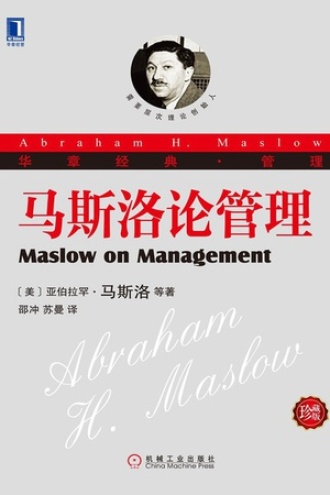 华章经管
需要层次理论创始人
Abraham H. Maslow
华章经典·管理
马斯洛论管理
Maslow on Management
[美] 亚伯拉罕·马斯洛 等著
邵冲 苏曼 译
Abraham
H. Maslow
珍藏版
机械工业出版社
China Machine Press